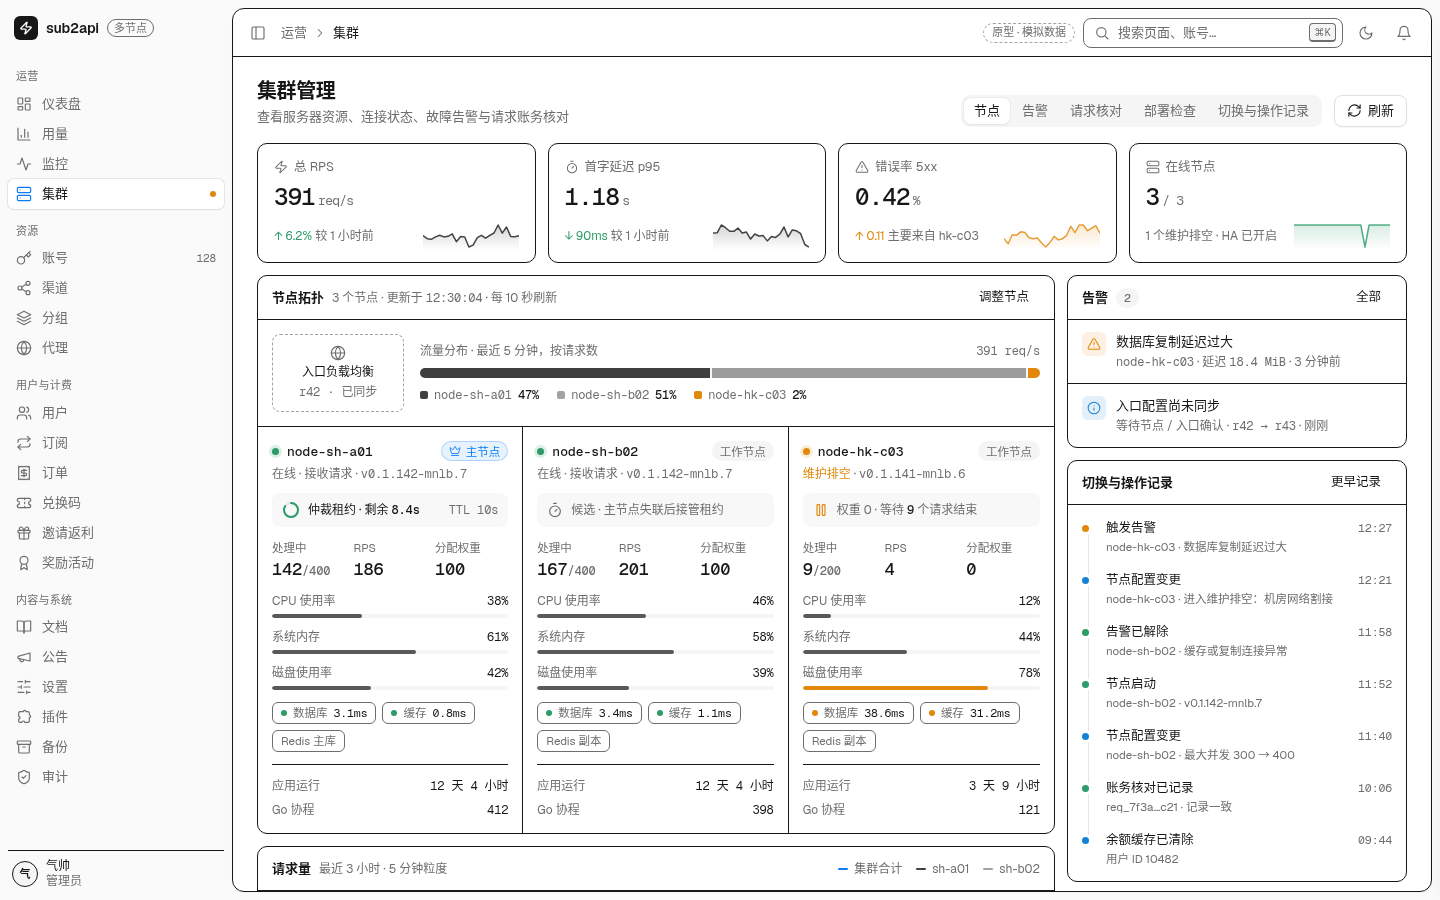 sub2api 多节点
运营
仪表盘
用量
监控
集群
资源
账号 128
渠道
分组
代理
用户与计费
用户
订阅
订单
兑换码
邀请返利
奖励活动
内容与系统
文档
公告
设置
插件
备份
审计
气 气帅
管理员
运营 集群 原型 · 模拟数据 搜索页面、账号... ⌘K
集群管理
查看服务器资源、连接状态、故障告警与请求账务核对
节点 告警 请求核对 部署检查 切换与操作记录 刷新
总 RPS
391 req/s
↑ 6.2% 较 1 小时前
首字延迟 p95
1.18 s
↓ 90ms 较 1 小时前
错误率 5xx
0.42 %
↑ 0.11 主要来自 hk-c03
在线节点
3 / 3
1 个维护排空 · HA 已开启
节点拓扑 3 个节点 · 更新于 12:30:04 · 每 10 秒刷新 调整节点
入口负载均衡
r42 · 已同步
流量分布 · 最近 5 分钟，按请求数 391 req/s
node-sh-a01 47% node-sh-b02 51% node-hk-c03 2%
node-sh-a01 主节点
在线 · 接收请求 · v0.1.142-mnlb.7
仲裁租约 · 剩余 8.4s TTL 10s
处理中 RPS 分配权重
142/400 186 100
CPU 使用率 38%
系统内存 61%
磁盘使用率 42%
数据库 3.1ms 缓存 0.8ms
Redis 主库
应用运行 12 天 4 小时
Go 协程 412
node-sh-b02 工作节点
在线 · 接收请求 · v0.1.142-mnlb.7
候选 · 主节点失联后接管租约
处理中 RPS 分配权重
167/400 201 100
CPU 使用率 46%
系统内存 58%
磁盘使用率 39%
数据库 3.4ms 缓存 1.1ms
Redis 副本
应用运行 12 天 4 小时
Go 协程 398
node-hk-c03 工作节点
维护排空 · v0.1.141-mnlb.6
权重 0 · 等待 9 个请求结束
处理中 RPS 分配权重
9/200 4 0
CPU 使用率 12%
系统内存 44%
磁盘使用率 78%
数据库 38.6ms 缓存 31.2ms
Redis 副本
应用运行 3 天 9 小时
Go 协程 121
请求量 最近 3 小时 · 5 分钟粒度 集群合计 sh-a01 sh-b02
告警 2 全部
数据库复制延迟过大
node-hk-c03 · 延迟 18.4 MiB · 3 分钟前
入口配置尚未同步
等待节点 / 入口确认 · r42 → r43 · 刚刚
切换与操作记录 更早记录
触发告警 12:27
node-hk-c03 · 数据库复制延迟过大
节点配置变更 12:21
node-hk-c03 · 进入维护排空：机房网络割接
告警已解除 11:58
node-sh-b02 · 缓存或复制连接异常
节点启动 11:52
node-sh-b02 · v0.1.142-mnlb.7
节点配置变更 11:40
node-sh-b02 · 最大并发 300 → 400
账务核对已记录 10:06
req_7f3a…c21 · 记录一致
余额缓存已清除 09:44
用户 ID 10482